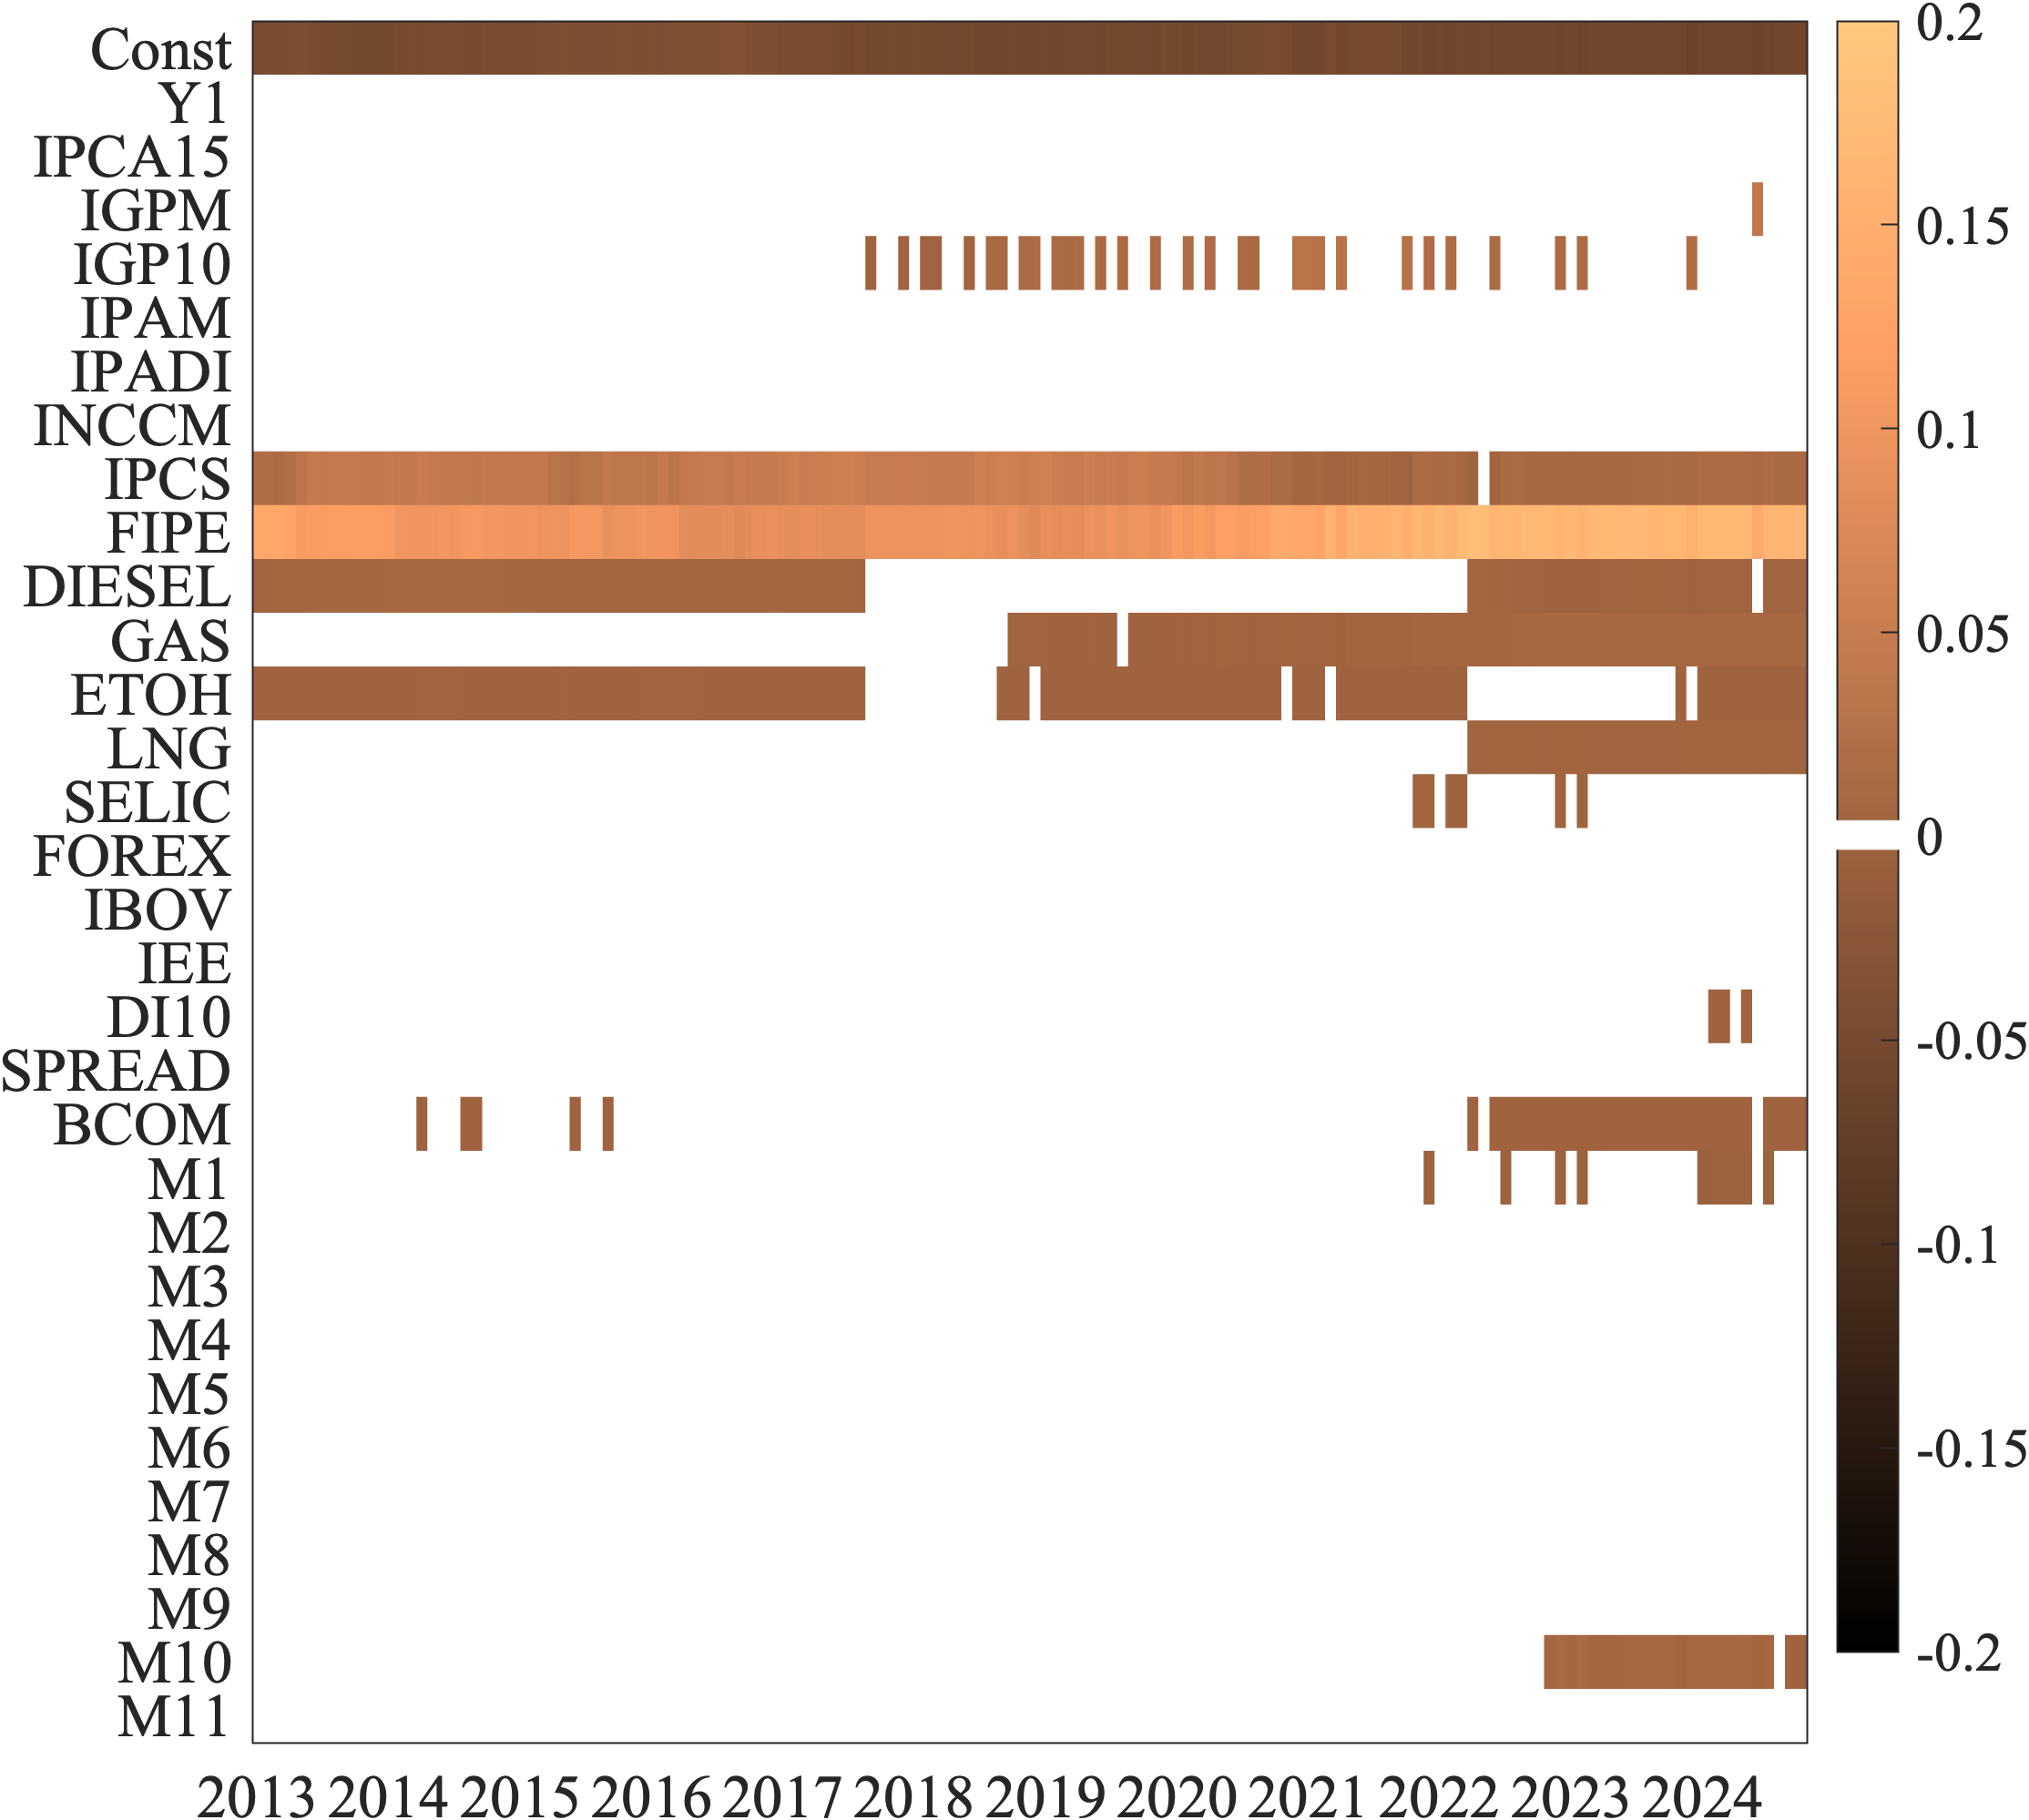 Const
Y1
IPCA15
IGPM
IGP10
IPAM
IPADI
INCCM
IPCS
FIPE
DIESEL
GAS
ETOH
LNG
SELIC
FOREX
IBOV
IEE
DI10
SPREAD
BCOM
M1
M2
M3
M4
M5
M6
M7
M8
M9
M10
M11
2013 2014 2015 2016 2017 2018 2019 2020 2021 2022 2023 2024
0.2
0.15
0.1
0.05
0
-0.05
-0.1
-0.15
-0.2